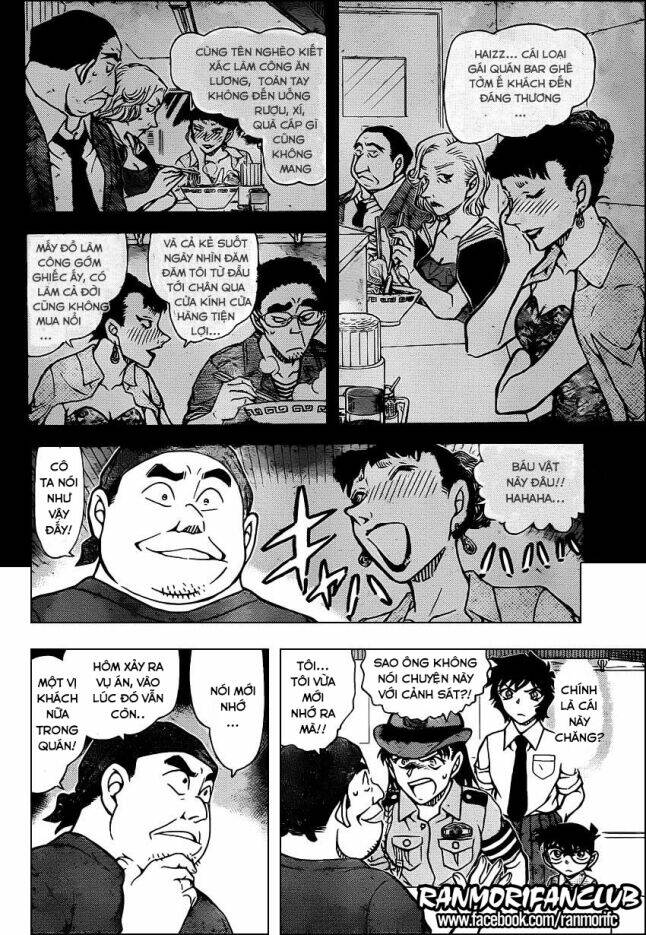 HAIZZ... CÁI LOẠI
GÁI QUÁN BAR GHÊ
TỞM Ế KHÁCH ĐẾN
ĐÁNG THƯƠNG
...
CÙNG TÊN NGHÈO KIẾT
XÁC LÀM CÔNG ĂN
LƯƠNG, TOÀN TAY
KHÔNG ĐẾN UỐNG
RƯỢU, XÍ,
QUÀ CÁP GÌ
CŨNG
KHÔNG
MANG
VÀ CẢ KẺ SUỐT
NGÀY NHÌN ĐĂM
ĐĂM TÔI TỪ ĐẦU
TỚI CHÂN QUA
CỬA KÍNH CỬA
HÀNG TIỆN
LỢI...
MẤY ĐỒ LÀM
CÔNG GỚM
GHIẾC ẤY, CÓ
LÀM CẢ ĐỜI
CŨNG KHÔNG
MUA NỔI
...
BÁU VẬT
NÀY ĐÂU!!
HAHAHA...
CÔ
TA NÓI
NHƯ
VẬY
ĐẤY!
CHÍNH
LÀ CÁI
NÀY
CHĂNG?
SAO ÔNG KHÔNG
NÓI CHUYỆN NÀY
VỚI CẢNH SÁT?!
TÔI...
TÔI VỪA
MỚI
NHỚ RA
MÀ!!
NÓI MỚI
NHỚ
...
HÔM XẢY RA
VỤ ÁN, VÀO
LÚC ĐÓ VẪN
CÒN..
MỘT VỊ
KHÁCH
NỮA
TRONG
QUÁN!
RANMORIFANCLUB
www.facebook.com/ranmorifc